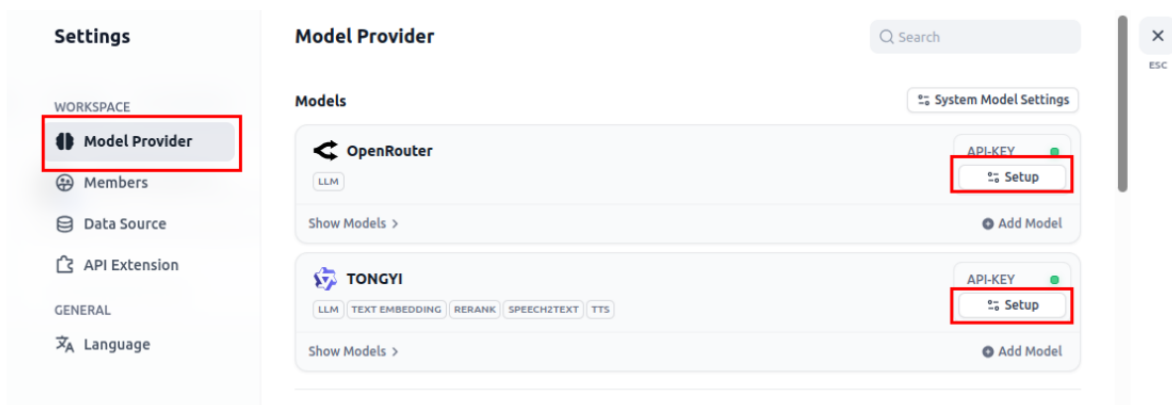 Settings
Model Provider
Search
ESC
WORKSPACE
Models
System Model Settings
Model Provider
OpenRouter
API-KEY
LLM
Setup
Members
Show Models >
Add Model
Data Source
API Extension
TONGYI
API-KEY
LLM TEXT EMBEDDING RERANK SPEECH2TEXT TTS
Setup
GENERAL
Language
Show Models >
Add Model